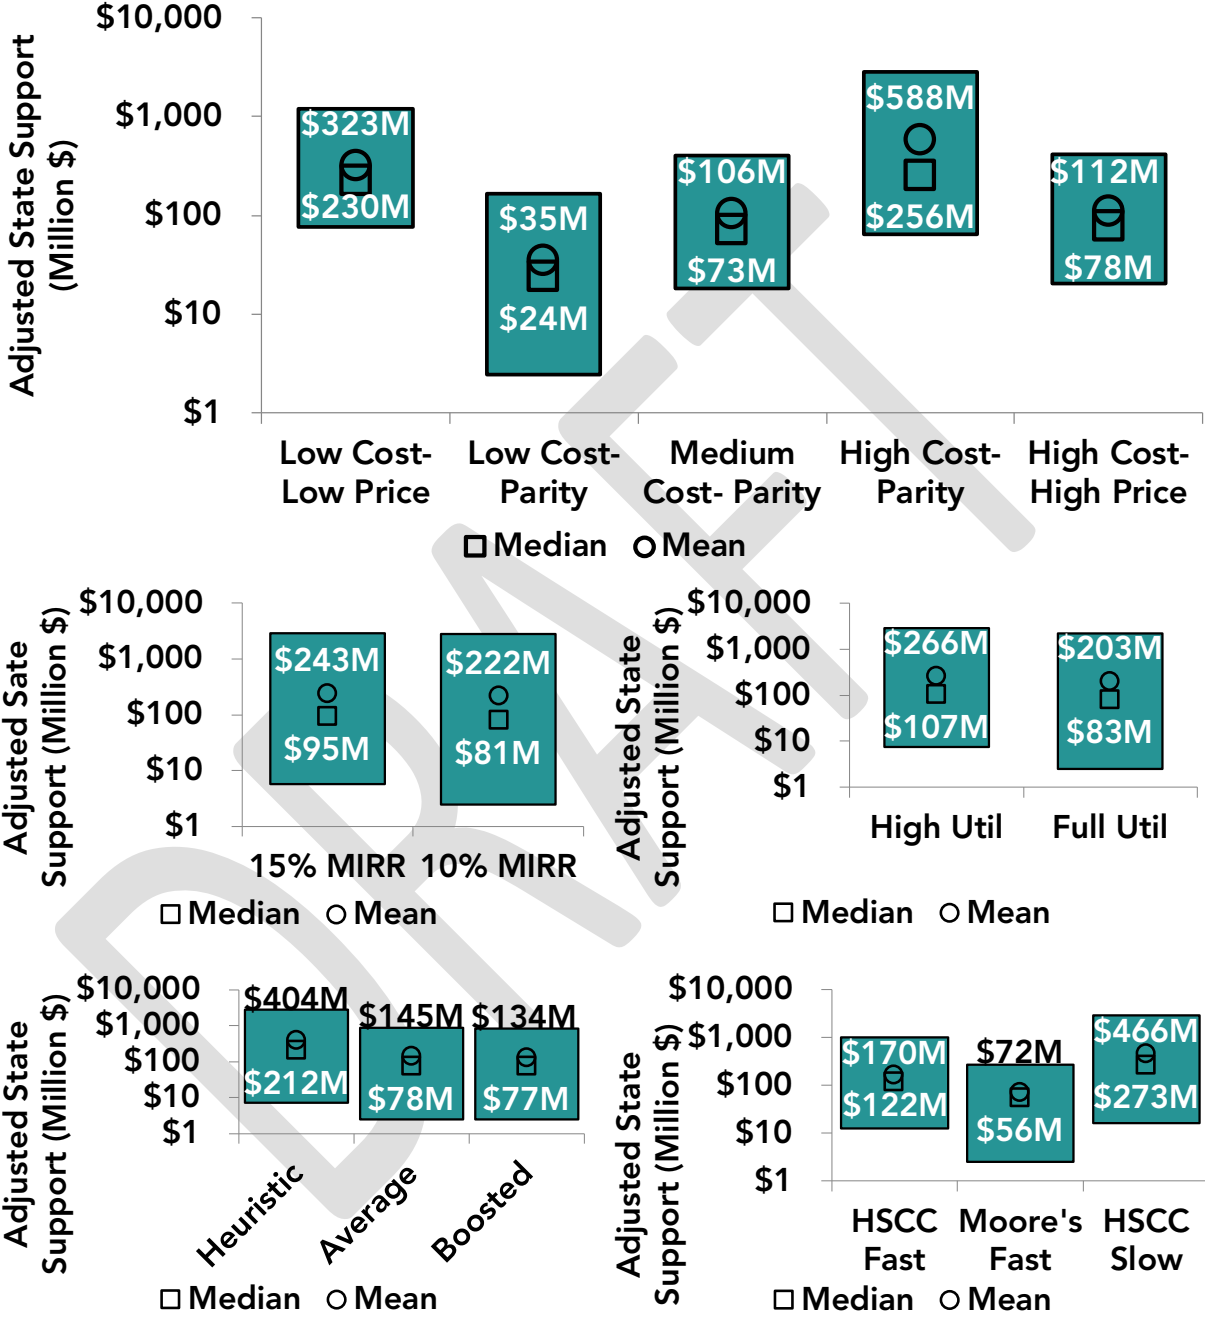 Adjusted State Support
(Million $)
$10,000
$1,000
$100
$10
$1
$323M
$230M
$35M
$24M
$106M
$73M
$588M
$256M
$112M
$78M
Low Cost-
Low Price
Low Cost-
Parity
Medium
Cost- Parity
High Cost-
Parity
High Cost-
High Price
Median
Mean
Adjusted Sate
Support (Million $)
$10,000
$1,000
$100
$10
$1
$243M
$95M
$222M
$81M
15% MIRR
10% MIRR
Median
Mean
Adjusted State
Support (Million $)
$10,000
$1,000
$100
$10
$1
$266M
$107M
$203M
$83M
High Util
Full Util
Median
Mean
Adjusted State
Support (Million $)
$10,000
$1,000
$100
$10
$1
$404M
$212M
$145M
$78M
$134M
$77M
Heuristic
Average
Boosted
Median
Mean
Adjusted State
Support (Million $)
$10,000
$1,000
$100
$10
$1
$170M
$122M
$72M
$56M
$466M
$273M
HSCC
Fast
Moore's
Fast
HSCC
Slow
Median
Mean
DRAFT